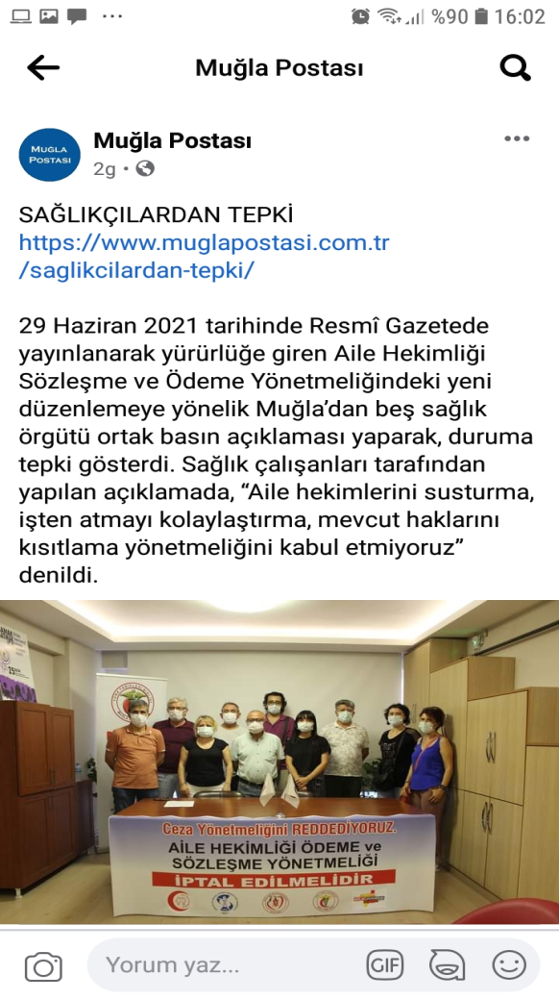 %90 16:02
Muğla Postası
MUĞLA
POSTASI
Muğla Postası
2g
SAĞLIKÇILARDAN TEPKİ
https://www.muglapostasi.com.tr
/saglikcilardan-tepki/
29 Haziran 2021 tarihinde Resmî Gazetede
yayınlanarak yürürlüğe giren Aile Hekimliği
Sözleşme ve Ödeme Yönetmeliğindeki yeni
düzenlemeye yönelik Muğla’dan beş sağlık
örgütü ortak basın açıklaması yaparak, duruma
tepki gösterdi. Sağlık çalışanları tarafından
yapılan açıklamada, “Aile hekimlerini susturma,
işten atmayı kolaylaştırma, mevcut haklarını
kısıtlama yönetmeliğini kabul etmiyoruz”
denildi.
Ceza Yönetmeliğini REDDEDİYORUZ.
AİLE HEKİMLİĞİ ÖDEME ve
SÖZLEŞME YÖNETMELİĞİ
İPTAL EDİLMELİDİR
Yorum yaz...
GIF